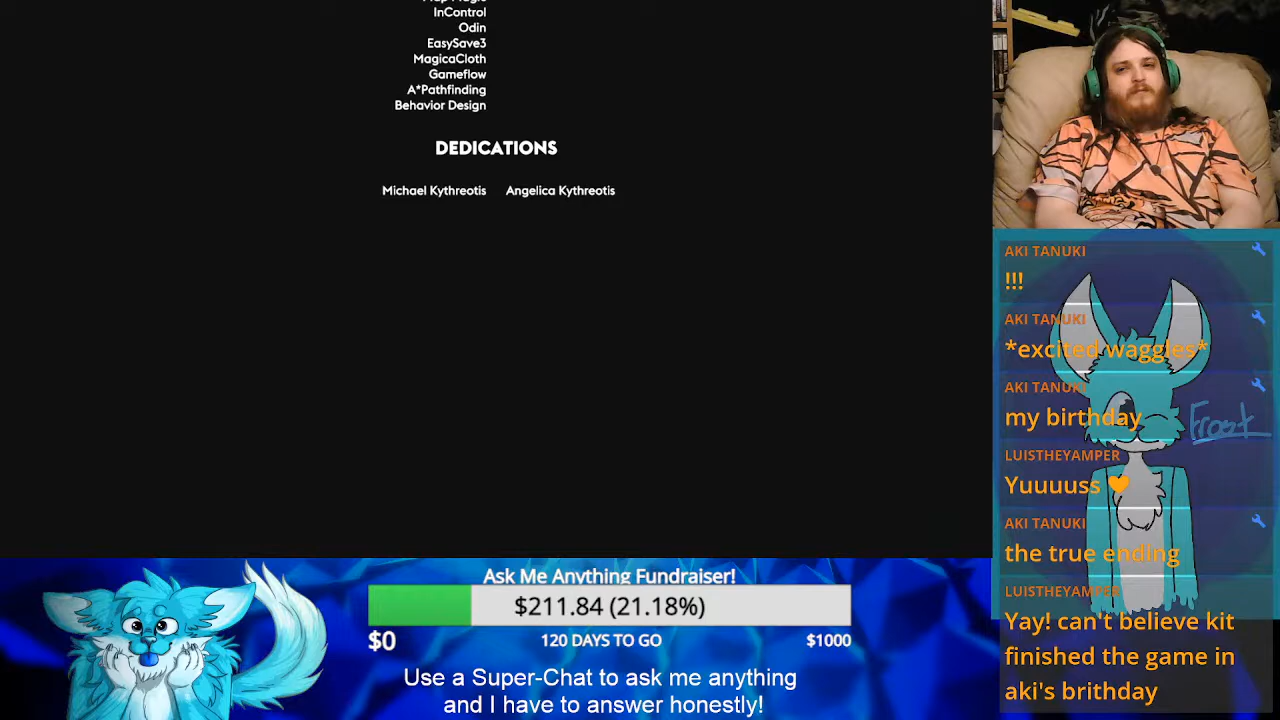 InControl
Odin
EasySave3
MagicaCloth
Gameflow
A*Pathfinding
Behavior Design
DEDICATIONS
Michael Kythreotis Angelica Kythreotis
AKI TANUKI
!!!
AKI TANUKI
*excited waggles*
AKI TANUKI
my birthday
Frost
LUISTHEYAMPER
Yuuuuss 🧡
AKI TANUKI
the true ending
LUISTHEYAMPER
Yay! can't believe kit
finished the game in
aki's brithday
Ask Me Anything Fundraiser!
$211.84 (21.18%)
$0 120 DAYS TO GO $1000
Use a Super-Chat to ask me anything
and I have to answer honestly!